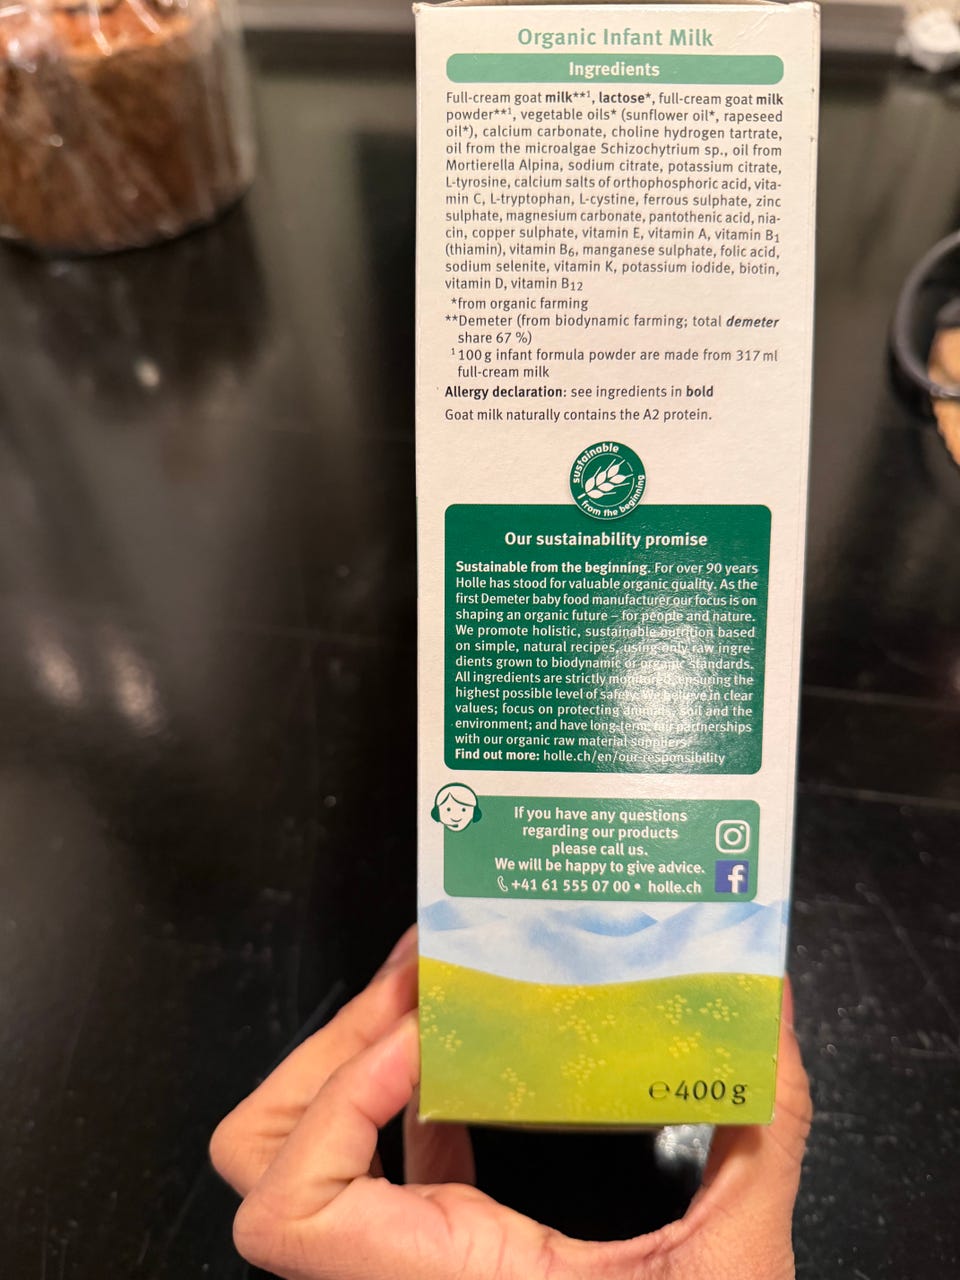 Organic Infant Milk
Ingredients
Full-cream goat milk**¹, lactose*, full-cream goat milk
powder**¹, vegetable oils* (sunflower oil*, rapeseed
oil*), calcium carbonate, choline hydrogen tartrate,
oil from the microalgae Schizochytrium sp., oil from
Mortierella Alpina, sodium citrate, potassium citrate,
L-tyrosine, calcium salts of orthophosphoric acid, vita-
min C, L-tryptophan, L-cystine, ferrous sulphate, zinc
sulphate, magnesium carbonate, pantothenic acid, nia-
cin, copper sulphate, vitamin E, vitamin A, vitamin B₁
(thiamin), vitamin B₆, manganese sulphate, folic acid,
sodium selenite, vitamin K, potassium iodide, biotin,
vitamin D, vitamin B₁₂
*from organic farming
**Demeter (from biodynamic farming; total demeter
share 67 %)
¹ 100 g infant formula powder are made from 317 ml
full-cream milk
Allergy declaration: see ingredients in bold
Goat milk naturally contains the A2 protein.
sustainable
from the beginning
Our sustainability promise
Sustainable from the beginning. For over 90 years
Holle has stood for valuable organic quality. As the
first Demeter baby food manufacturer our focus is on
shaping an organic future – for people and nature.
We promote holistic, sustainable nutrition based
on simple, natural recipes, using only raw ingre-
dients grown to biodynamic or organic standards.
All ingredients are strictly monitored, ensuring the
highest possible level of safety. We believe in clear
values; focus on protecting animals, soil and the
environment; and have long-term, fair partnerships
with our organic raw material suppliers.
Find out more: holle.ch/en/our-responsibility
If you have any questions
regarding our products
please call us.
We will be happy to give advice.
+41 61 555 07 00 • holle.ch
℮ 400 g